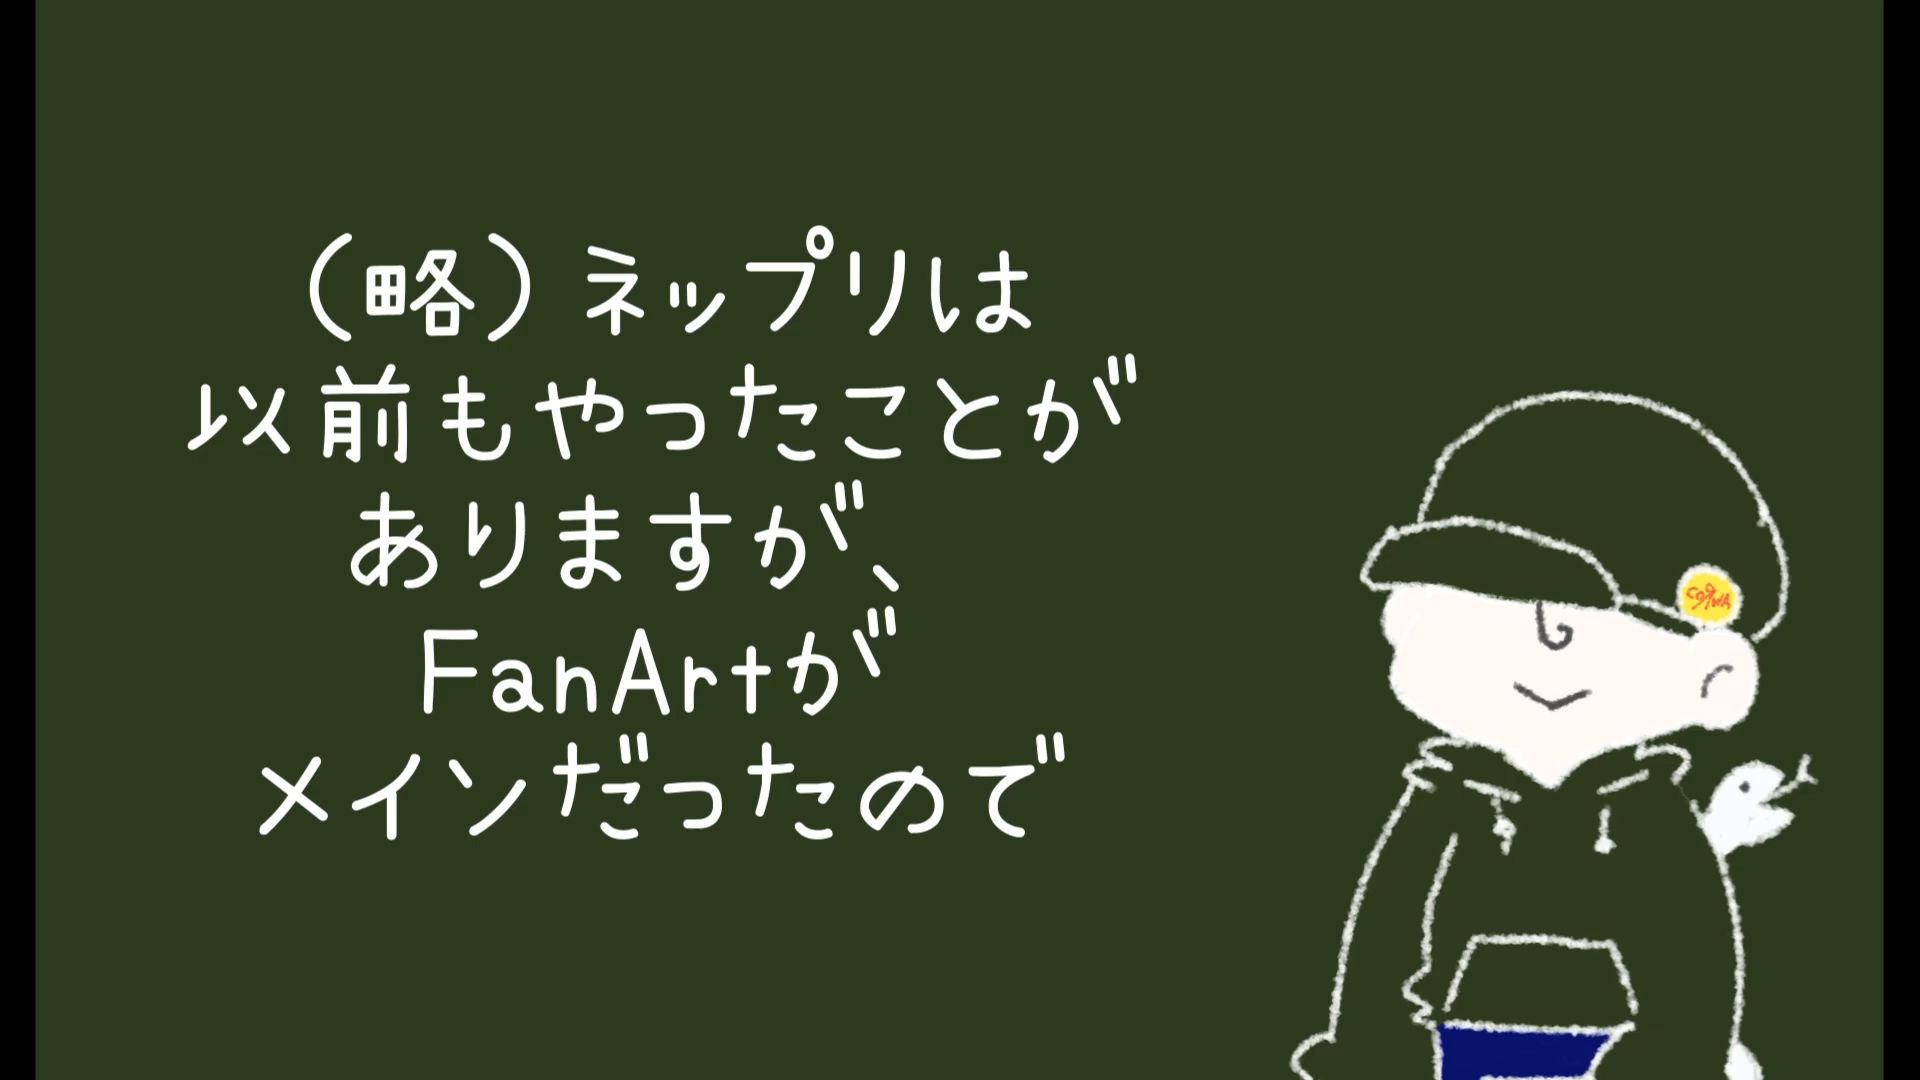 （略）ネップリは
以前もやったことが
ありますが、
FanArtが
メインだったので